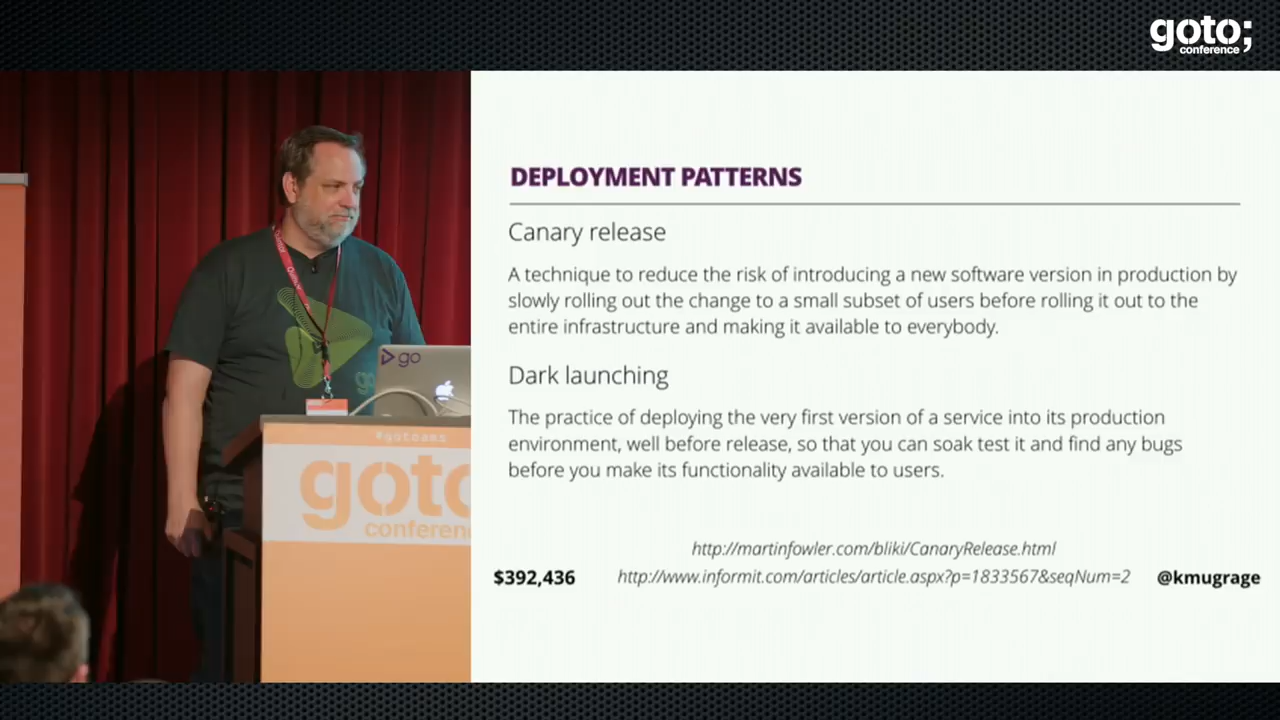 goto;
conference
DEPLOYMENT PATTERNS
Canary release
A technique to reduce the risk of introducing a new software version in production by
slowly rolling out the change to a small subset of users before rolling it out to the
entire infrastructure and making it available to everybody.
Dark launching
The practice of deploying the very first version of a service into its production
environment, well before release, so that you can soak test it and find any bugs
before you make its functionality available to users.
http://martinfowler.com/bliki/CanaryRelease.html
$392,436
http://www.informit.com/articles/article.aspx?p=1833567&seqNum=2
@kmugrage
go
go
#gotoams
goto
conferenc